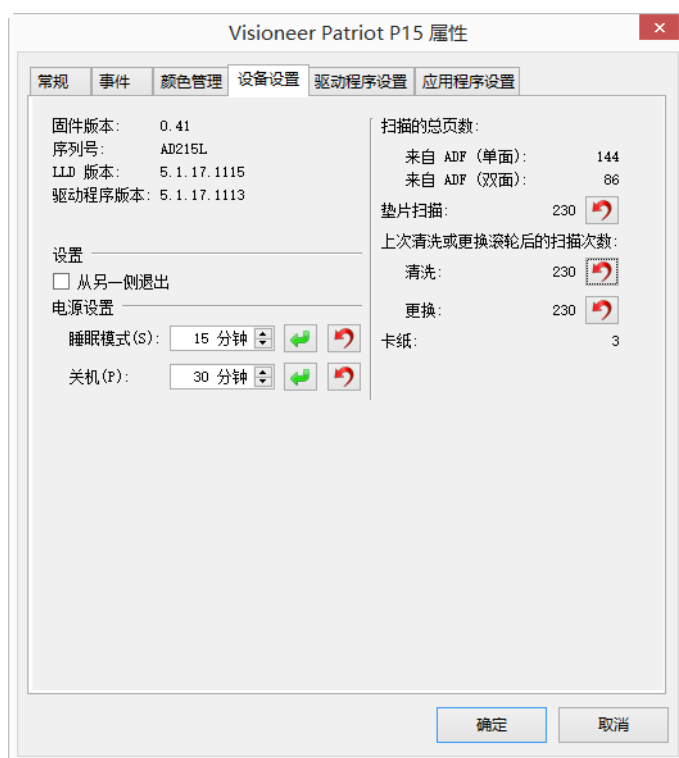 Visioneer Patriot P15 属性
常规 事件 颜色管理 设备设置 驱动程序设置 应用程序设置
固件版本: 0.41
序列号: AD215L
LLD 版本: 5.1.17.1115
驱动程序版本: 5.1.17.1113
设置
从另一侧退出
电源设置
睡眠模式(S): 15 分钟
关机(P): 30 分钟
扫描的总页数:
来自 ADF (单面): 144
来自 ADF (双面): 86
垫片扫描: 230
上次清洗或更换滚轮后的扫描次数:
清洗: 230
更换: 230
卡纸: 3
确定 取消